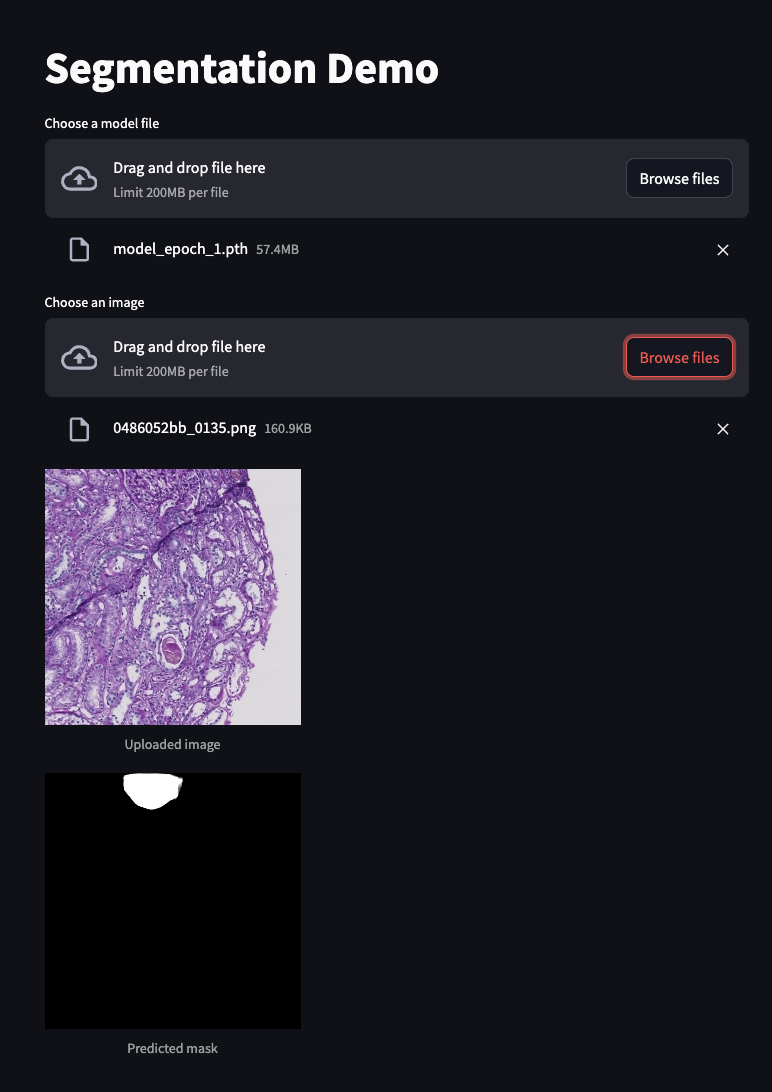 Segmentation Demo
Choose a model file
Drag and drop file here
Limit 200MB per file
Browse files
model_epoch_1.pth 57.4MB
Choose an image
Drag and drop file here
Limit 200MB per file
Browse files
0486052bb_0135.png 160.9KB
Uploaded image
Predicted mask